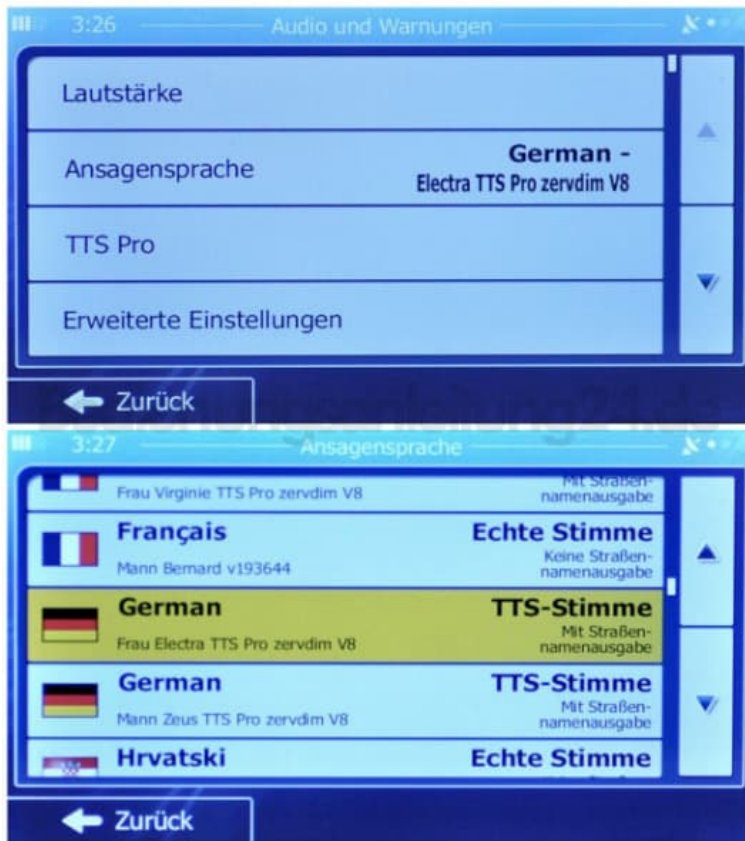 3:26 Audio und Warnungen
Lautstärke
Ansagensprache German -
Electra TTS Pro zervdim V8
TTS Pro
Erweiterte Einstellungen
Zurück
3:27 Ansagensprache
Frau Virginie TTS Pro zervdim V8 Mit Straßen-
namenausgabe
Français Echte Stimme
Mann Bernard v193644 Keine Straßen-
namenausgabe
German TTS-Stimme
Frau Electra TTS Pro zervdim V8 Mit Straßen-
namenausgabe
German TTS-Stimme
Mann Zeus TTS Pro zervdim V8 Mit Straßen-
namenausgabe
Hrvatski Echte Stimme
Zurück